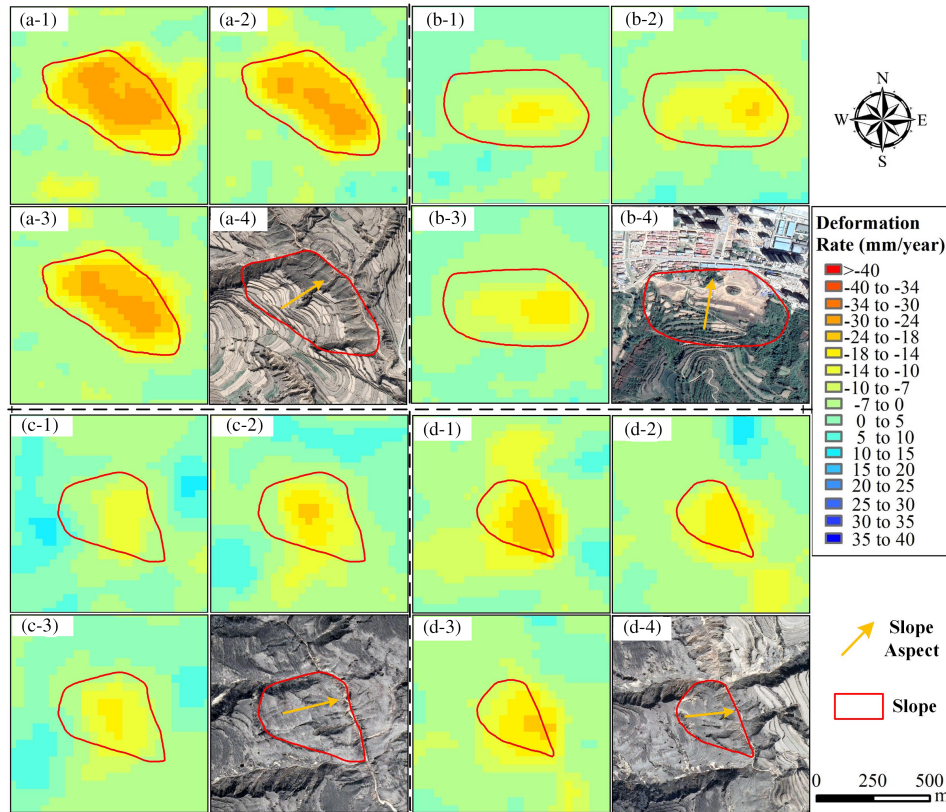 (a-1)
(a-2)
(b-1)
(b-2)
N
W
E
S
(a-3)
(a-4)
(b-3)
(b-4)
Deformation
Rate (mm/year)
>-40
-40 to -34
-34 to -30
-30 to -24
-24 to -18
-18 to -14
-14 to -10
-10 to -7
-7 to 0
0 to 5
5 to 10
10 to 15
15 to 20
20 to 25
25 to 30
30 to 35
35 to 40
(c-1)
(c-2)
(d-1)
(d-2)
(c-3)
(d-3)
(d-4)
Slope
Aspect
Slope
0 250 500
m